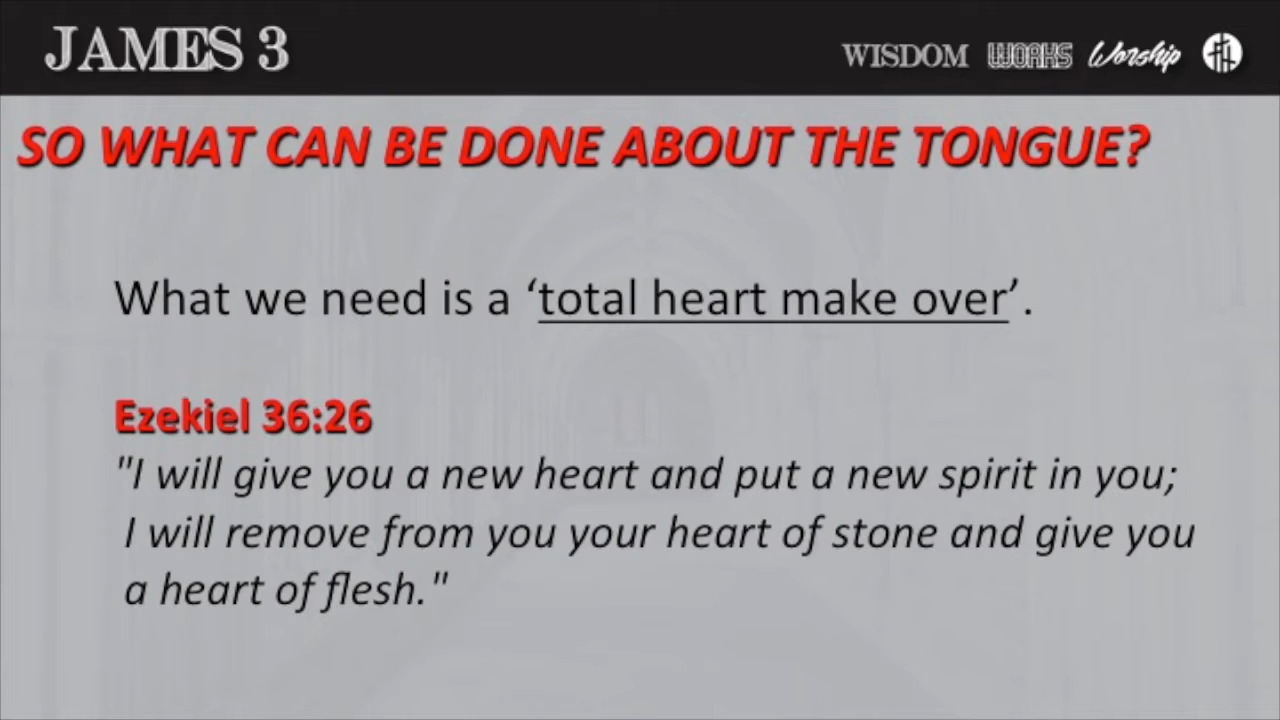 JAMES 3
WISDOM WORKS Worship
SO WHAT CAN BE DONE ABOUT THE TONGUE?
What we need is a ‘total heart make over’.
Ezekiel 36:26
"I will give you a new heart and put a new spirit in you;
I will remove from you your heart of stone and give you
a heart of flesh."